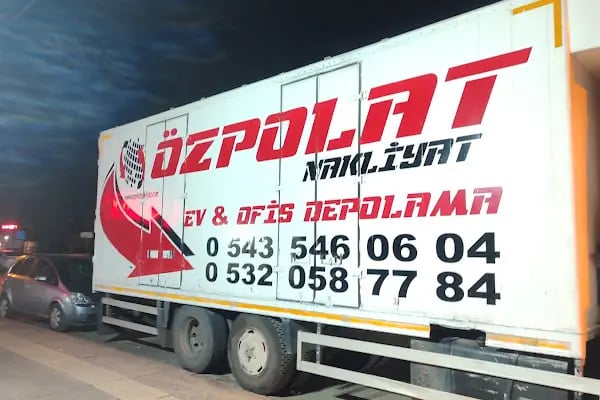 ÖZPOLAT
NAKLİYAT
EV & OFİS DEPOLAMA
0 543 546 06 04
0 532 058 77 84